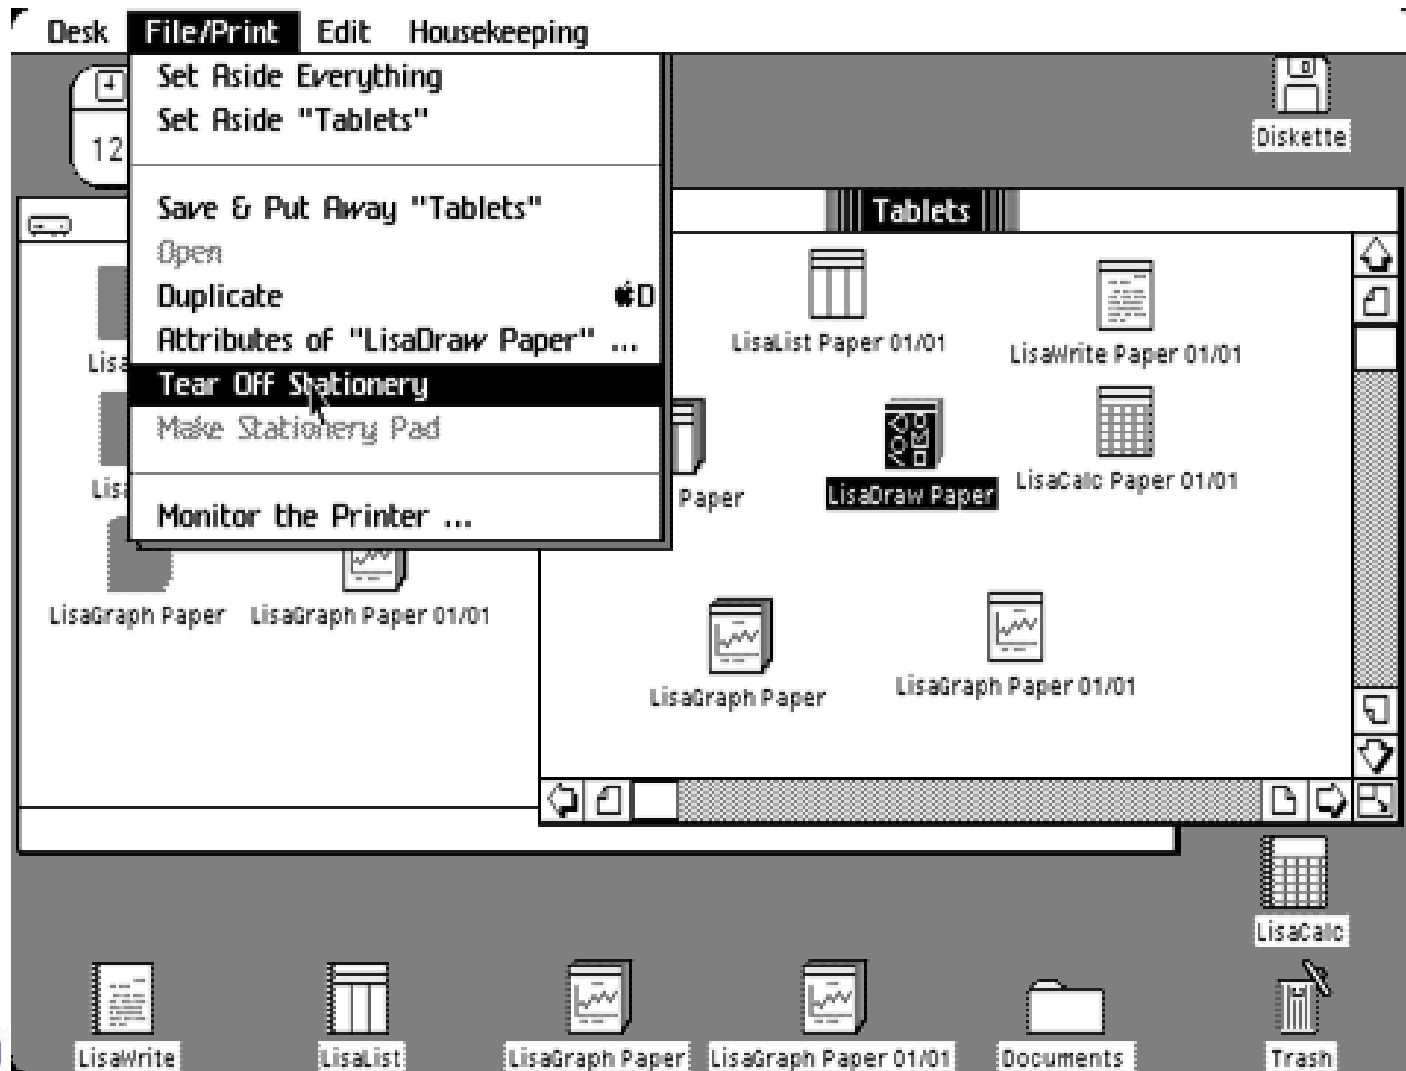 Desk File/Print Edit Housekeeping
Set Aside Everything
Set Aside "Tablets"
12
Save & Put Away "Tablets"
Open
Duplicate D
Attributes of "LisaDraw Paper" ...
Tear Off Stationery
Make Stationery Pad
Monitor the Printer ...
Diskette
Tablets
LisaList Paper 01/01
LisaWrite Paper 01/01
Paper
LisaDraw Paper
LisaCalc Paper 01/01
LisaGraph Paper
LisaGraph Paper 01/01
LisaGraph Paper
LisaGraph Paper 01/01
LisaCalc
LisaWrite
LisaList
LisaGraph Paper
LisaGraph Paper 01/01
Documents
Trash